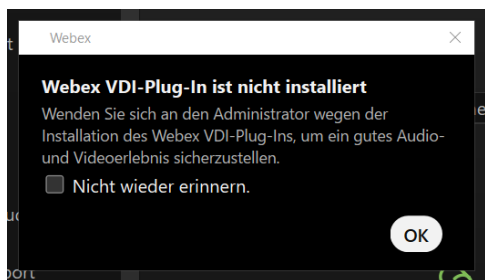 Webex
Webex VDI-Plug-In ist nicht installiert
Wenden Sie sich an den Administrator wegen der
Installation des Webex VDI-Plug-Ins, um ein gutes Audio-
und Videoerlebnis sicherzustellen.
Nicht wieder erinnern.
OK